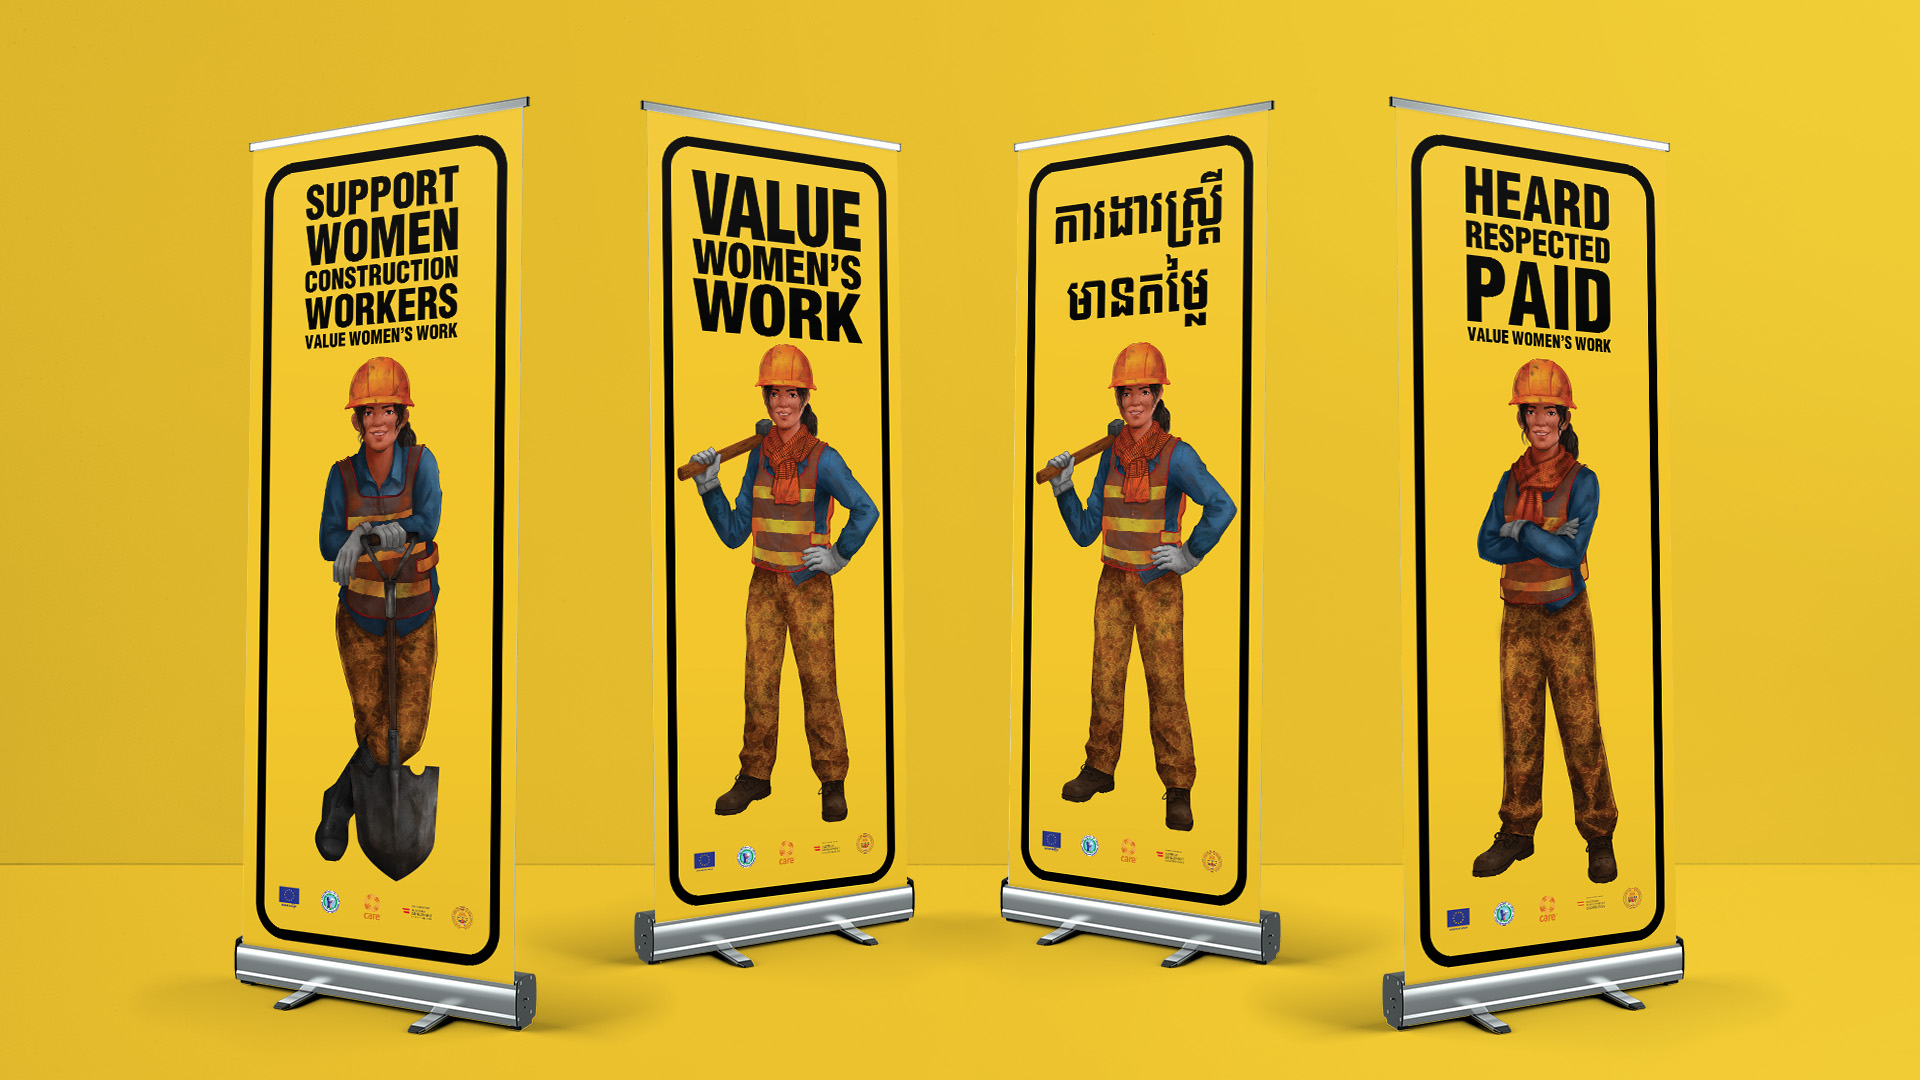 SUPPORT
WOMEN
CONSTRUCTION
WORKERS
VALUE WOMEN'S WORK
care
VALUE
WOMEN'S
WORK
care
ការងារស្ត្រី
មានតម្លៃ
care
HEARD
RESPECTED
PAID
VALUE WOMEN'S WORK
care